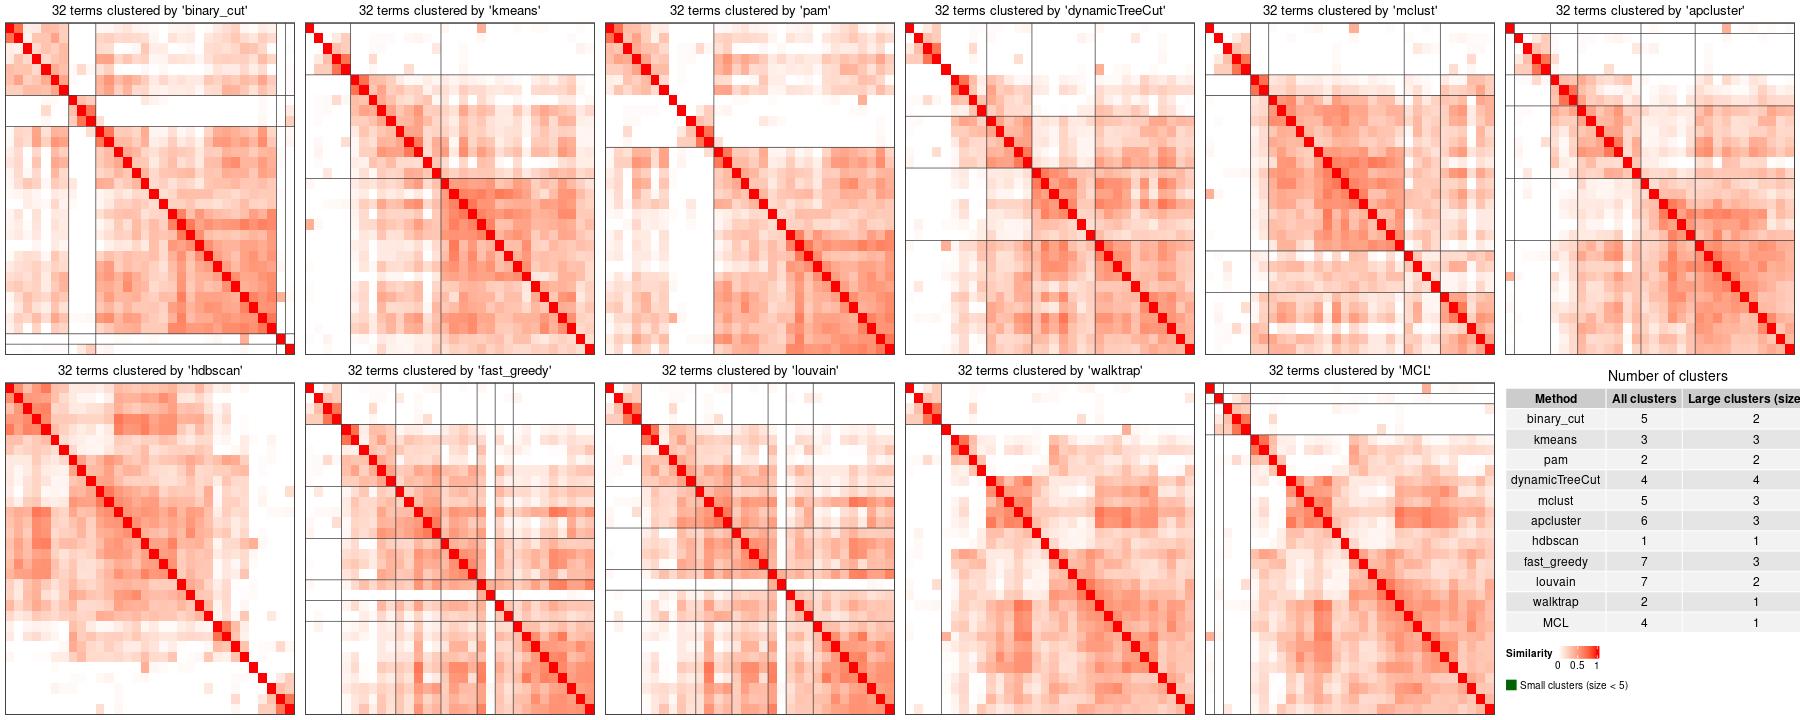 32 terms clustered by 'binary_cut'
32 terms clustered by 'kmeans'
32 terms clustered by 'pam'
32 terms clustered by 'dynamicTreeCut'
32 terms clustered by 'mclust'
32 terms clustered by 'apcluster'
32 terms clustered by 'hdbscan'
32 terms clustered by 'fast_greedy'
32 terms clustered by 'louvain'
32 terms clustered by 'walktrap'
32 terms clustered by 'MCL'
Number of clusters
Method All clusters Large clusters (size
binary_cut 5 2
kmeans 3 3
pam 2 2
dynamicTreeCut 4 4
mclust 5 3
apcluster 6 3
hdbscan 1 1
fast_greedy 7 3
louvain 7 2
walktrap 2 1
MCL 4 1
Similarity
0 0.5 1
Small clusters (size < 5)